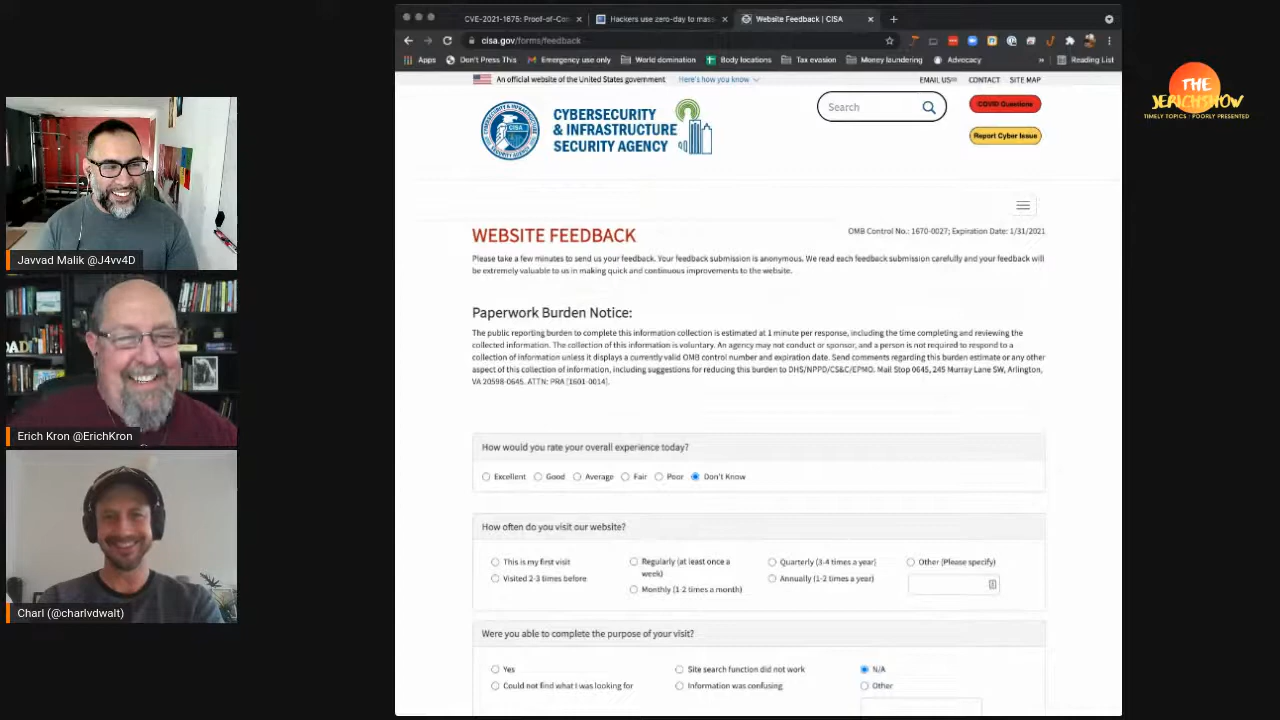 CVE-2021-1675: Proof-of-Con
Hackers use zero-day to mass
Website Feedback | CISA
cisa.gov/forms/feedback
Apps
Don't Press This
Emergency use only
World domination
Body locations
Tax evasion
Money laundering
Advocacy
»
Reading List
An official website of the United States government
Here's how you know
EMAIL US
CONTACT
SITE MAP
CISA
CYBERSECURITY
& INFRASTRUCTURE
SECURITY AGENCY
Search
COVID Questions
Report Cyber Issue
THE
JERICHSHOW
TIMELY TOPICS · POORLY PRESENTED
WEBSITE FEEDBACK
OMB Control No.: 1670-0027; Expiration Date: 1/31/2021
Please take a few minutes to send us your feedback. Your feedback submission is anonymous. We read each feedback submission carefully and your feedback will
be extremely valuable to us in making quick and continuous improvements to the website.
Paperwork Burden Notice:
The public reporting burden to complete this information collection is estimated at 1 minute per response, including the time completing and reviewing the
collected information. The collection of this information is voluntary. An agency may not conduct or sponsor, and a person is not required to respond to a
collection of information unless it displays a currently valid OMB control number and expiration date. Send comments regarding this burden estimate or any other
aspect of this collection of information, including suggestions for reducing this burden to DHS/NPPD/CS&C/EPMO. Mail Stop 0645, 245 Murray Lane SW, Arlington,
VA 20598-0645. ATTN: PRA [1601-0014].
How would you rate your overall experience today?
Excellent
Good
Average
Fair
Poor
Don't Know
How often do you visit our website?
This is my first visit
Regularly (at least once a
week)
Quarterly (3-4 times a year)
Other (Please specify)
Visited 2-3 times before
Monthly (1-2 times a month)
Annually (1-2 times a year)
Were you able to complete the purpose of your visit?
Yes
Site search function did not work
N/A
Could not find what I was looking for
Information was confusing
Other
Javvad Malik @J4vv4D
Erich Kron @ErichKron
Charl (@charlvdwalt)